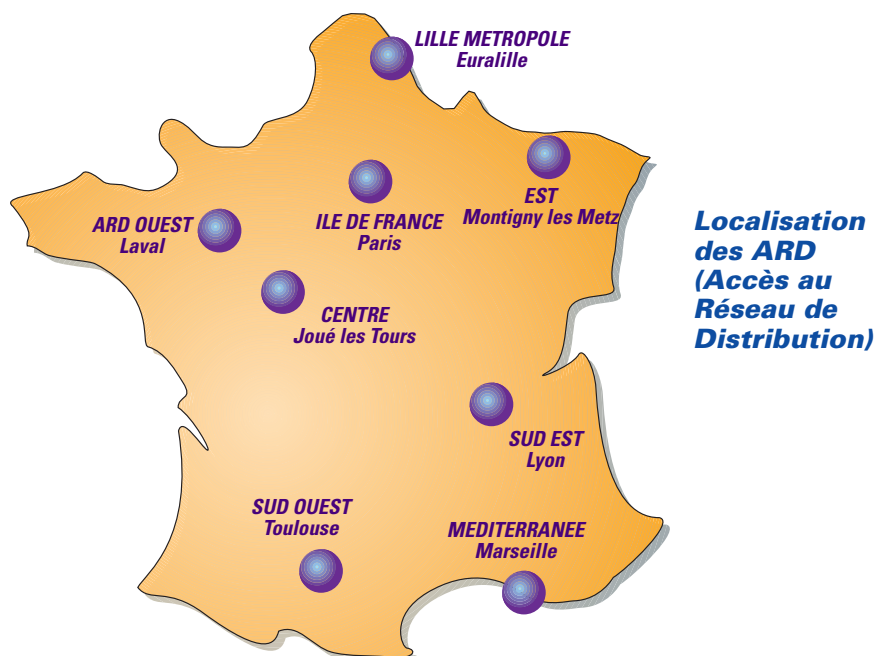 LILLE METROPOLE
Euralille
EST
Montigny les Metz
ARD OUEST
Laval
ILE DE FRANCE
Paris
Localisation
des ARD
(Accès au
Réseau de
Distribution)
CENTRE
Joué les Tours
SUD EST
Lyon
SUD OUEST
Toulouse
MEDITERRANEE
Marseille